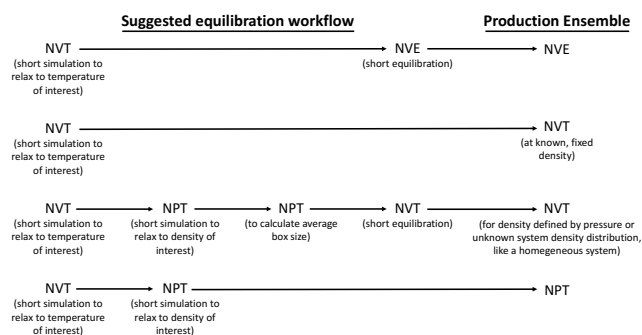 Suggested equilibration workflow
Production Ensemble
NVT
NVE
NVE
(short simulation to
relax to temperature
of interest)
(short equilibration)
NVT
NVT
(short simulation to
relax to temperature
of interest)
(at known, fixed
density)
NVT
NPT
NPT
NVT
NVT
(short simulation to
relax to temperature
of interest)
(short simulation to
relax to density of
interest)
(to calculate average
box size)
(short equilibration)
(for density defined by pressure or
unknown system density distribution,
like a homogeneous system)
NVT
NPT
NPT
(short simulation to
relax to temperature
of interest)
(short simulation to
relax to density of
interest)